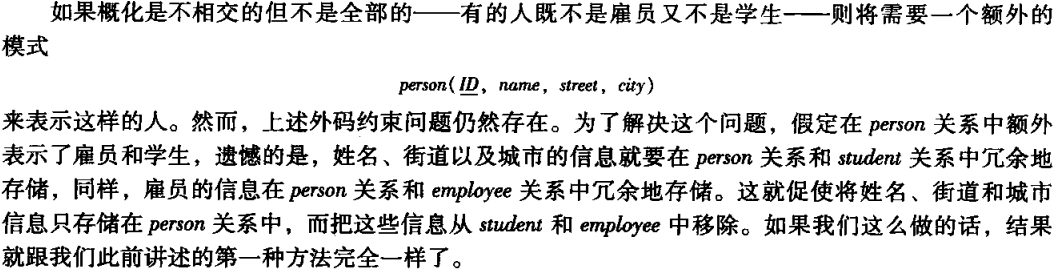 如果概化是不相交的但不是全部的——有的人既不是雇员又不是学生——则将需要一个额外的
模式
person(ID, name, street, city)
来表示这样的人。然而，上述外码约束问题仍然存在。为了解决这个问题，假定在 person 关系中额外
表示了雇员和学生，遗憾的是，姓名、街道以及城市的信息就要在 person 关系和 student 关系中冗余地
存储，同样，雇员的信息在 person 关系和 employee 关系中冗余地存储。这就促使将姓名、街道和城市
信息只存储在 person 关系中，而把这些信息从 student 和 employee 中移除。如果我们这么做的话，结果
就跟我们此前讲述的第一种方法完全一样了。